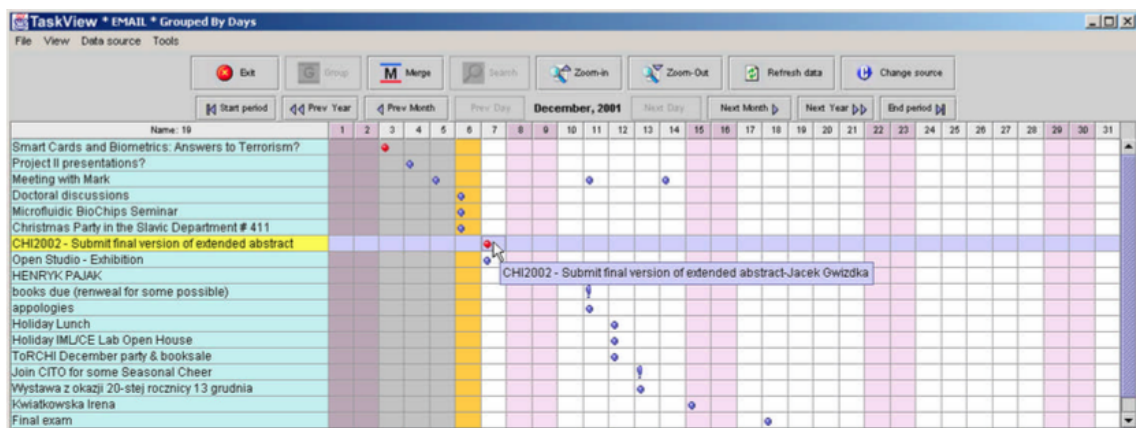 TaskView * EMAIL * Grouped By Days
File View Data source Tools
Exit G Group M Merge Search Zoom-in Zoom-Out Refresh data Change source
Start period Prev Year Prev Month Prev Day December, 2001 Next Day Next Month Next Year End period
Name: 19 1 2 3 4 5 6 7 8 9 10 11 12 13 14 15 16 17 18 19 20 21 22 23 24 25 26 27 28 29 30 31
Smart Cards and Biometrics: Answers to Terrorism?
Project II presentations?
Meeting with Mark
Doctoral discussions
Microfluidic BioChips Seminar
Christmas Party in the Slavic Department # 411
CHI2002 - Submit final version of extended abstract
Open Studio - Exhibition
CHI2002 - Submit final version of extended abstract-Jacek Gwizdka
HENRYK PAJAK
books due (renweal for some possible)
appologies
Holiday Lunch
Holiday IML/CE Lab Open House
ToRCHI December party & booksale
Join CITO for some Seasonal Cheer
Wystawa z okazji 20-stej rocznicy 13 grudnia
Kwiatkowska Irena
Final exam